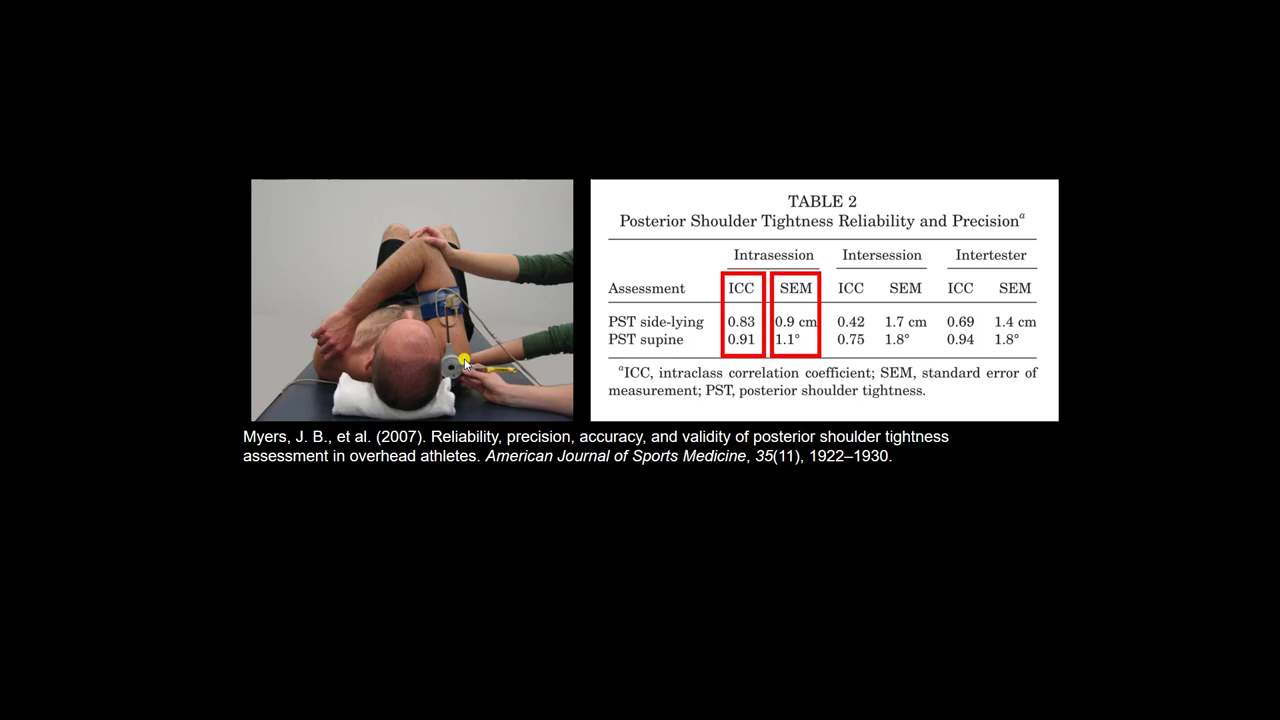 TABLE 2
Posterior Shoulder Tightness Reliability and Precisionᵃ
Intrasession Intersession Intertester
Assessment ICC SEM ICC SEM ICC SEM
PST side-lying 0.83 0.9 cm 0.42 1.7 cm 0.69 1.4 cm
PST supine 0.91 1.1° 0.75 1.8° 0.94 1.8°
ᵃICC, intraclass correlation coefficient; SEM, standard error of
measurement; PST, posterior shoulder tightness.
Myers, J. B., et al. (2007). Reliability, precision, accuracy, and validity of posterior shoulder tightness
assessment in overhead athletes. American Journal of Sports Medicine, 35(11), 1922–1930.